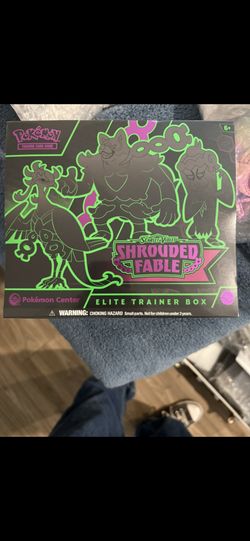 Pokémon
TRADING CARD GAME
6+
Scarlet & Violet
SHROUDED
FABLE
Pokémon Center
ELITE TRAINER BOX
WARNING: CHOKING HAZARD! Small parts. Not for children under 3 years.